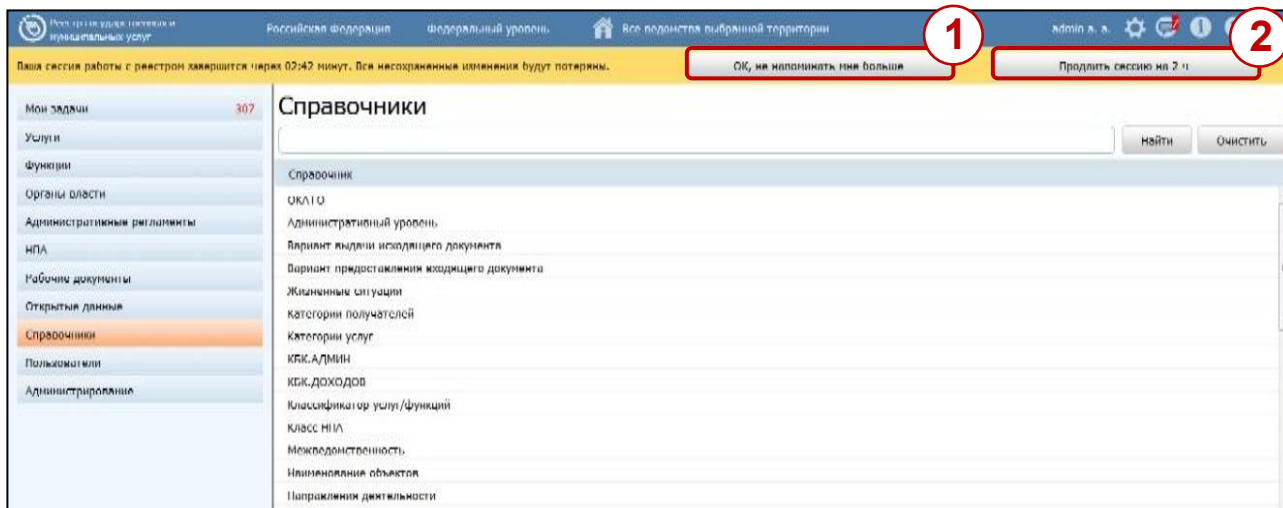 Реестр государственных и
муниципальных услуг
Российская Федерация
Федеральный уровень
Все ведомства выбранной территории
1
admin a. a.
2
Ваша сессия работы с реестром завершится через 02:42 минут. Все несохраненные изменения будут потеряны.
ОК, не напоминать мне больше
Продлить сессию на 2 ч
Мои задачи 307
Услуги
Функции
Органы власти
Административные регламенты
НПА
Рабочие документы
Открытые данные
Справочники
Пользователи
Администрирование
Справочники
Найти
Очистить
Справочник
ОКАТО
Административный уровень
Вариант выдачи исходящего документа
Вариант предоставления входящего документа
Жизненные ситуации
Категории получателей
Категории услуг
КБК.АДМИН
КБК.ДОХОДОВ
Классификатор услуг/функций
Класс НПА
Межведомственность
Наименование объектов
Направления деятельности